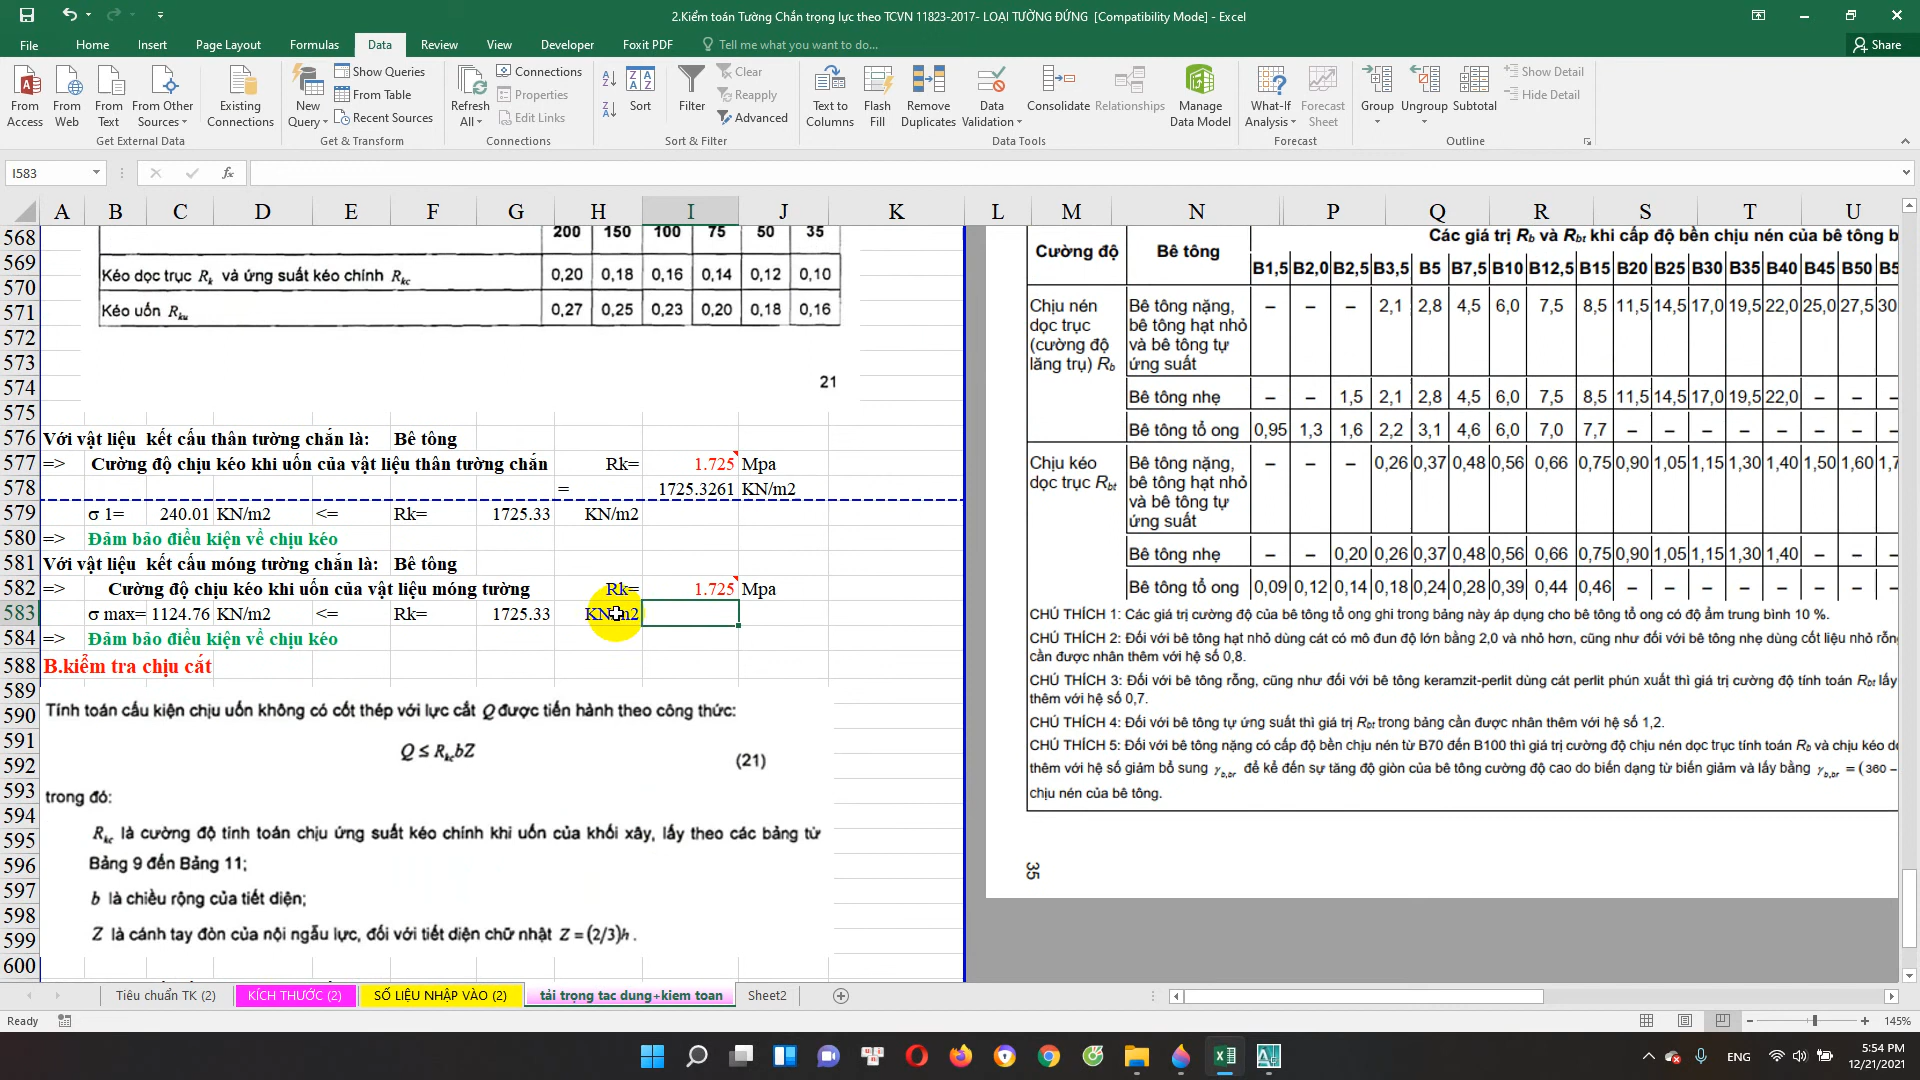 2.Kiểm toán Tường Chắn trọng lực theo TCVN 11823-2017- LOẠI TƯỜNG ĐỨNG [Compatibility Mode] - Excel
File Home Insert Page Layout Formulas Data Review View Developer Foxit PDF Tell me what you want to do... Share
From Access
From Web
From Text
From Other Sources
Existing Connections
Get External Data
New Query
Show Queries
From Table
Recent Sources
Get & Transform
Refresh All
Connections
Properties
Edit Links
Connections
Sort
Filter
Clear
Reapply
Advanced
Sort & Filter
Text to Columns
Flash Fill
Remove Duplicates
Data Validation
Consolidate
Relationships
Manage Data Model
Data Tools
What-If Analysis
Forecast Sheet
Forecast
Group
Ungroup
Subtotal
Show Detail
Hide Detail
Outline
I583 fx
A B C D E F G H I J K L M N P Q R S T U
568 200 150 100 75 50 35
569
570 Kéo dọc trục Rk và ứng suất kéo chính Rkc 0,20 0,18 0,16 0,14 0,12 0,10
571 Kéo uốn Rku 0,27 0,25 0,23 0,20 0,18 0,16
572
573
574 21
575
576 Với vật liệu kết cấu thân tường chắn là: Bê tông
577 => Cường độ chịu kéo khi uốn của vật liệu thân tường chắn Rk= 1.725 Mpa
578 = 1725.3261 KN/m2
579 σ 1= 240.01 KN/m2 <= Rk= 1725.33 KN/m2
580 => Đảm bảo điều kiện về chịu kéo
581 Với vật liệu kết cấu móng tường chắn là: Bê tông
582 => Cường độ chịu kéo khi uốn của vật liệu móng tường Rk= 1.725 Mpa
583 σ max= 1124.76 KN/m2 <= Rk= 1725.33 KN/m2
584 => Đảm bảo điều kiện về chịu kéo
588 B.kiểm tra chịu cắt
589
590 Tính toán cấu kiện chịu uốn không có cốt thép với lực cắt Q được tiến hành theo công thức:
591
592 Q ≤ RkcbZ (21)
593
594 trong đó:
595 Rkc là cường độ tính toán chịu ứng suất kéo chính khi uốn của khối xây, lấy theo các bảng từ
596 Bảng 9 đến Bảng 11;
597
598 b là chiều rộng của tiết diện;
599 Z là cánh tay đòn của nội ngẫu lực, đối với tiết diện chữ nhật Z = (2/3)h .
600
Cường độ Bê tông Các giá trị Rb và Rbt khi cấp độ bền chịu nén của bê tông b
B1,5 B2,0 B2,5 B3,5 B5 B7,5 B10 B12,5 B15 B20 B25 B30 B35 B40 B45 B50 B5
Chịu nén dọc trục (cường độ lăng trụ) Rb
Bê tông nặng, bê tông hạt nhỏ và bê tông tự ứng suất – – – 2,1 2,8 4,5 6,0 7,5 8,5 11,5 14,5 17,0 19,5 22,0 25,0 27,5 30
Bê tông nhẹ – – 1,5 2,1 2,8 4,5 6,0 7,5 8,5 11,5 14,5 17,0 19,5 22,0 – –
Bê tông tổ ong 0,95 1,3 1,6 2,2 3,1 4,6 6,0 7,0 7,7 – – – – – – –
Chịu kéo dọc trục Rbt
Bê tông nặng, bê tông hạt nhỏ và bê tông tự ứng suất – – – 0,26 0,37 0,48 0,56 0,66 0,75 0,90 1,05 1,15 1,30 1,40 1,50 1,60 1,7
Bê tông nhẹ – – 0,20 0,26 0,37 0,48 0,56 0,66 0,75 0,90 1,05 1,15 1,30 1,40 – –
Bê tông tổ ong 0,09 0,12 0,14 0,18 0,24 0,28 0,39 0,44 0,46 – – – – – – –
CHÚ THÍCH 1: Các giá trị cường độ của bê tông tổ ong ghi trong bảng này áp dụng cho bê tông tổ ong có độ ẩm trung bình 10 %.
CHÚ THÍCH 2: Đối với bê tông hạt nhỏ dùng cát có mô đun độ lớn bằng 2,0 và nhỏ hơn, cũng như đối với bê tông nhẹ dùng cốt liệu nhỏ rỗng
cần được nhân thêm với hệ số 0,8.
CHÚ THÍCH 3: Đối với bê tông rỗng, cũng như đối với bê tông keramzit-perlit dùng cát perlit phún xuất thì giá trị cường độ tính toán Rbt lấy
thêm với hệ số 0,7.
CHÚ THÍCH 4: Đối với bê tông tự ứng suất thì giá trị Rbt trong bảng cần được nhân thêm với hệ số 1,2.
CHÚ THÍCH 5: Đối với bê tông nặng có cấp độ bền chịu nén từ B70 đến B100 thì giá trị cường độ chịu nén dọc trục tính toán Rb và chịu kéo dọ
thêm với hệ số giảm bổ sung γb,br để kể đến sự tăng độ giòn của bê tông cường độ cao do biến dạng từ biến giảm và lấy bằng γb,br = (360 –
chịu nén của bê tông.
35
Tiêu chuẩn TK (2) KÍCH THƯỚC (2) SỐ LIỆU NHẬP VÀO (2) tải trọng tac dung+kiem toan Sheet2
Ready 145%
ENG 5:54 PM
12/21/2021